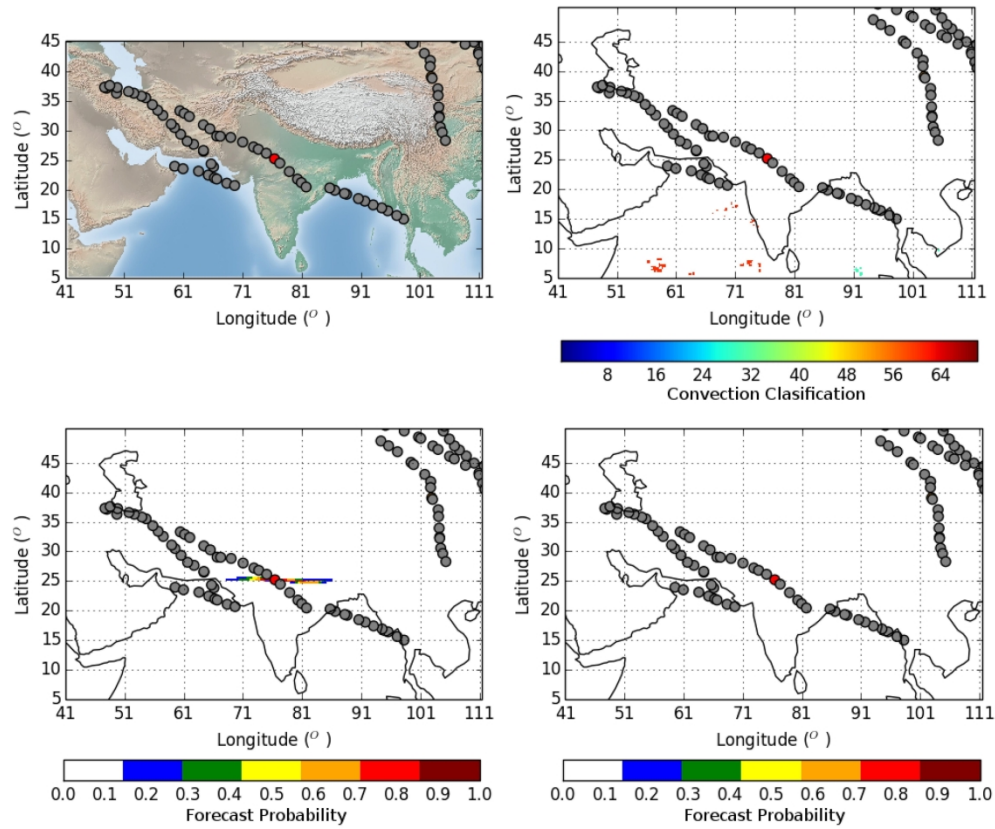 45
40
35
30
25
20
15
10
5
Latitude (O )
41 51 61 71 81 91 101 111
Longitude (O )
45
40
35
30
25
20
15
10
5
Latitude (O )
41 51 61 71 81 91 101 111
Longitude (O )
8 16 24 32 40 48 56 64
Convection Clasification
45
40
35
30
25
20
15
10
5
Latitude (O )
41 51 61 71 81 91 101 111
Longitude (O )
0.0 0.1 0.2 0.3 0.4 0.5 0.6 0.7 0.8 0.9 1.0
Forecast Probability
45
40
35
30
25
20
15
10
5
Latitude (O )
41 51 61 71 81 91 101 111
Longitude (O )
0.0 0.1 0.2 0.3 0.4 0.5 0.6 0.7 0.8 0.9 1.0
Forecast Probability